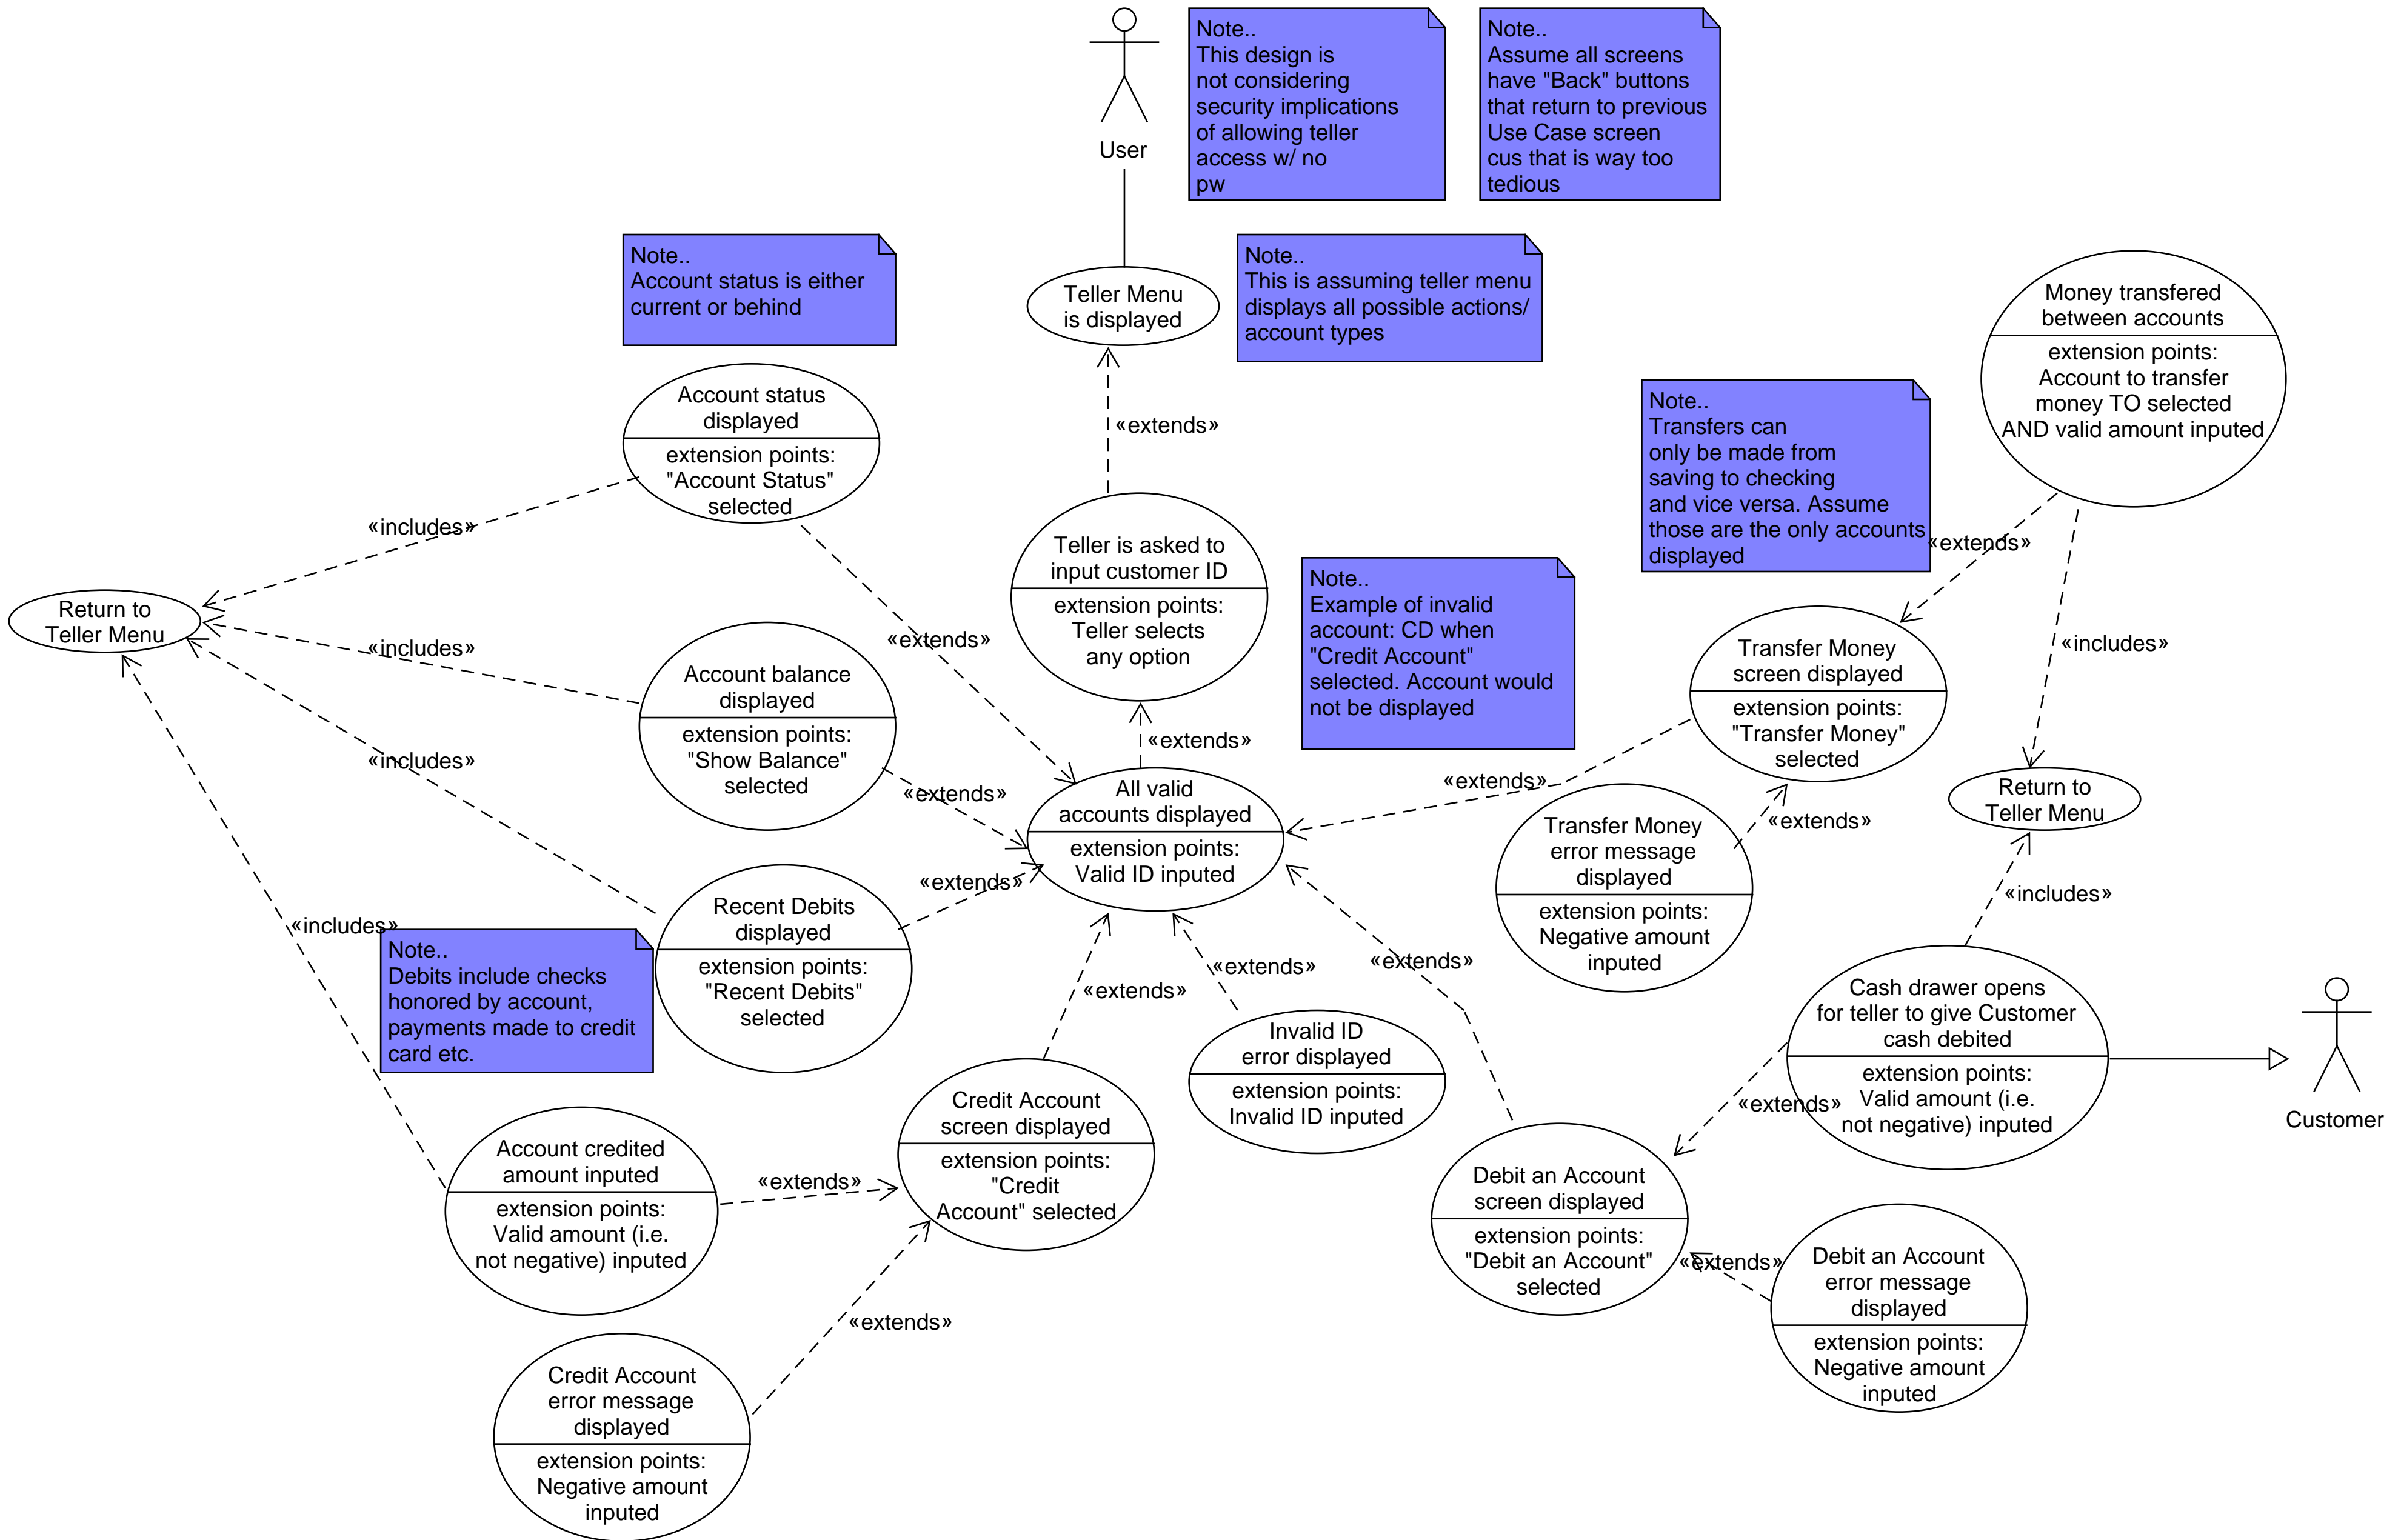 User
Note..
This design is
not considering
security implications
of allowing teller
access w/ no
pw
Note..
Assume all screens
have "Back" buttons
that return to previous
Use Case screen
cus that is way too
tedious
Note..
Account status is either
current or behind
Teller Menu
is displayed
Note..
This is assuming teller menu
displays all possible actions/
account types
Money transfered
between accounts
extension points:
Account to transfer
money TO selected
AND valid amount inputed
Account status
displayed
extension points:
"Account Status"
selected
«extends»
Note..
Transfers can
only be made from
saving to checking
and vice versa. Assume
those are the only accounts
displayed
«includes»
Teller is asked to
input customer ID
extension points:
Teller selects
any option
«extends»
Note..
Example of invalid
account: CD when
"Credit Account"
selected. Account would
not be displayed
Return to
Teller Menu
«includes»
«extends»
Transfer Money
screen displayed
extension points:
"Transfer Money"
selected
«includes»
Account balance
displayed
extension points:
"Show Balance"
selected
«extends»
«includes»
«extends»
All valid
accounts displayed
extension points:
Valid ID inputed
«extends»
Return to
Teller Menu
Transfer Money
error message
displayed
extension points:
Negative amount
inputed
«extends»
«extends»
Recent Debits
displayed
extension points:
"Recent Debits"
selected
«includes»
«includes»
Note..
Debits include checks
honored by account,
payments made to credit
card etc.
«extends»
«extends»
«extends»
Cash drawer opens
for teller to give Customer
cash debited
extension points:
Valid amount (i.e.
not negative) inputed
Customer
Invalid ID
error displayed
extension points:
Invalid ID inputed
Credit Account
screen displayed
extension points:
"Credit
Account" selected
«extends»
Account credited
amount inputed
extension points:
Valid amount (i.e.
not negative) inputed
«extends»
Debit an Account
screen displayed
extension points:
"Debit an Account"
selected
«extends»
Debit an Account
error message
displayed
extension points:
Negative amount
inputed
«extends»
Credit Account
error message
displayed
extension points:
Negative amount
inputed